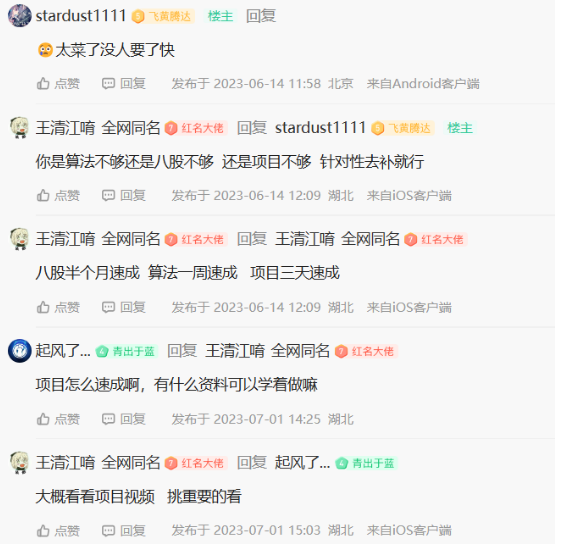 stardust1111 5 飞黄腾达 楼主 回复
太菜了没人要了快
点赞 回复 发布于 2023-06-14 11:58 北京 来自Android客户端
王清江唷 全网同名 7 红名大佬 回复 stardust1111 5 飞黄腾达 楼主
你是算法不够还是八股不够 还是项目不够 针对性去补就行
点赞 回复 发布于 2023-06-14 12:09 湖北 来自iOS客户端
王清江唷 全网同名 7 红名大佬 回复 王清江唷 全网同名 7 红名大佬
八股半个月速成 算法一周速成 项目三天速成
点赞 回复 发布于 2023-06-14 12:09 湖北 来自iOS客户端
起风了... 4 青出于蓝 回复 王清江唷 全网同名 7 红名大佬
项目怎么速成啊，有什么资料可以学着做嘛
点赞 回复 发布于 2023-07-01 14:25 湖北
王清江唷 全网同名 7 红名大佬 回复 起风了... 4 青出于蓝
大概看看项目视频 挑重要的看
点赞 回复 发布于 2023-07-01 15:03 湖北 来自iOS客户端